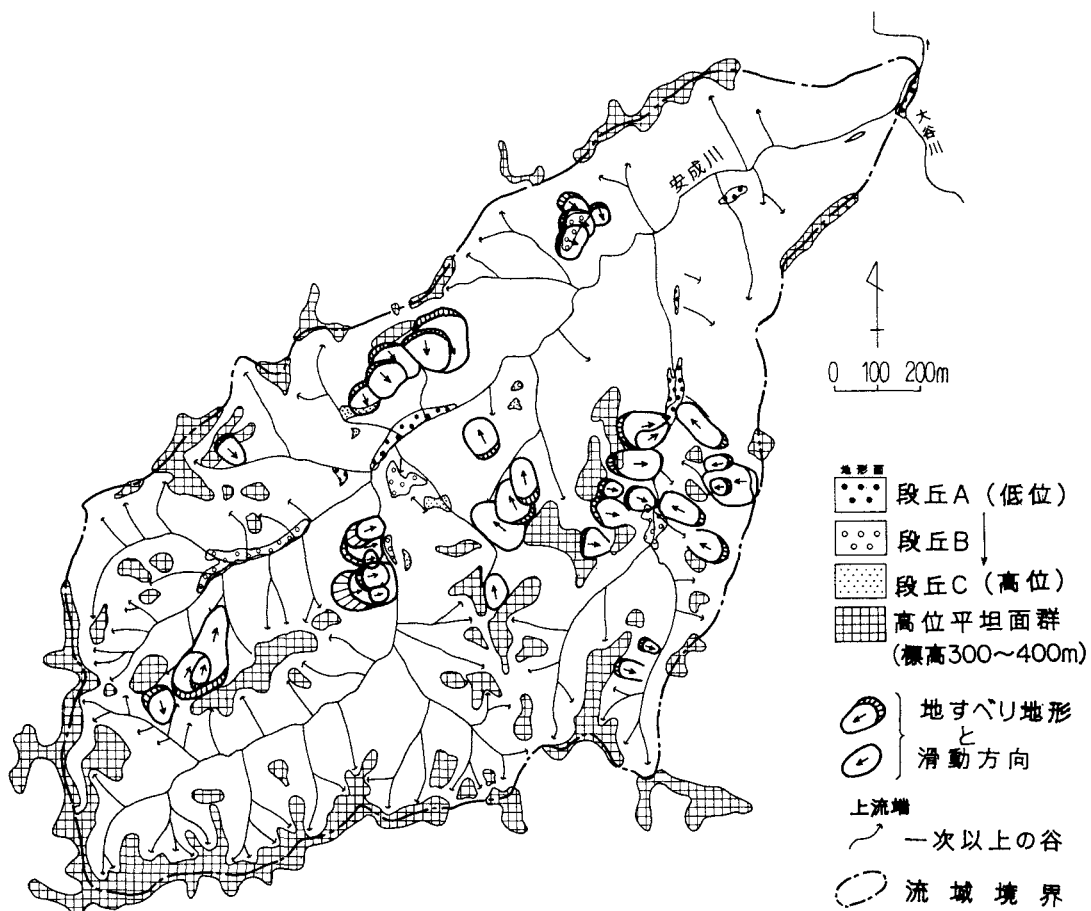 大谷川
安成川
0 100 200m
地形面
段丘A(低位)
段丘B
段丘C(高位)
高位平坦面群
(標高300～400m)
地すべり地形
と
滑動方向
上流端
一次以上の谷
流域境界